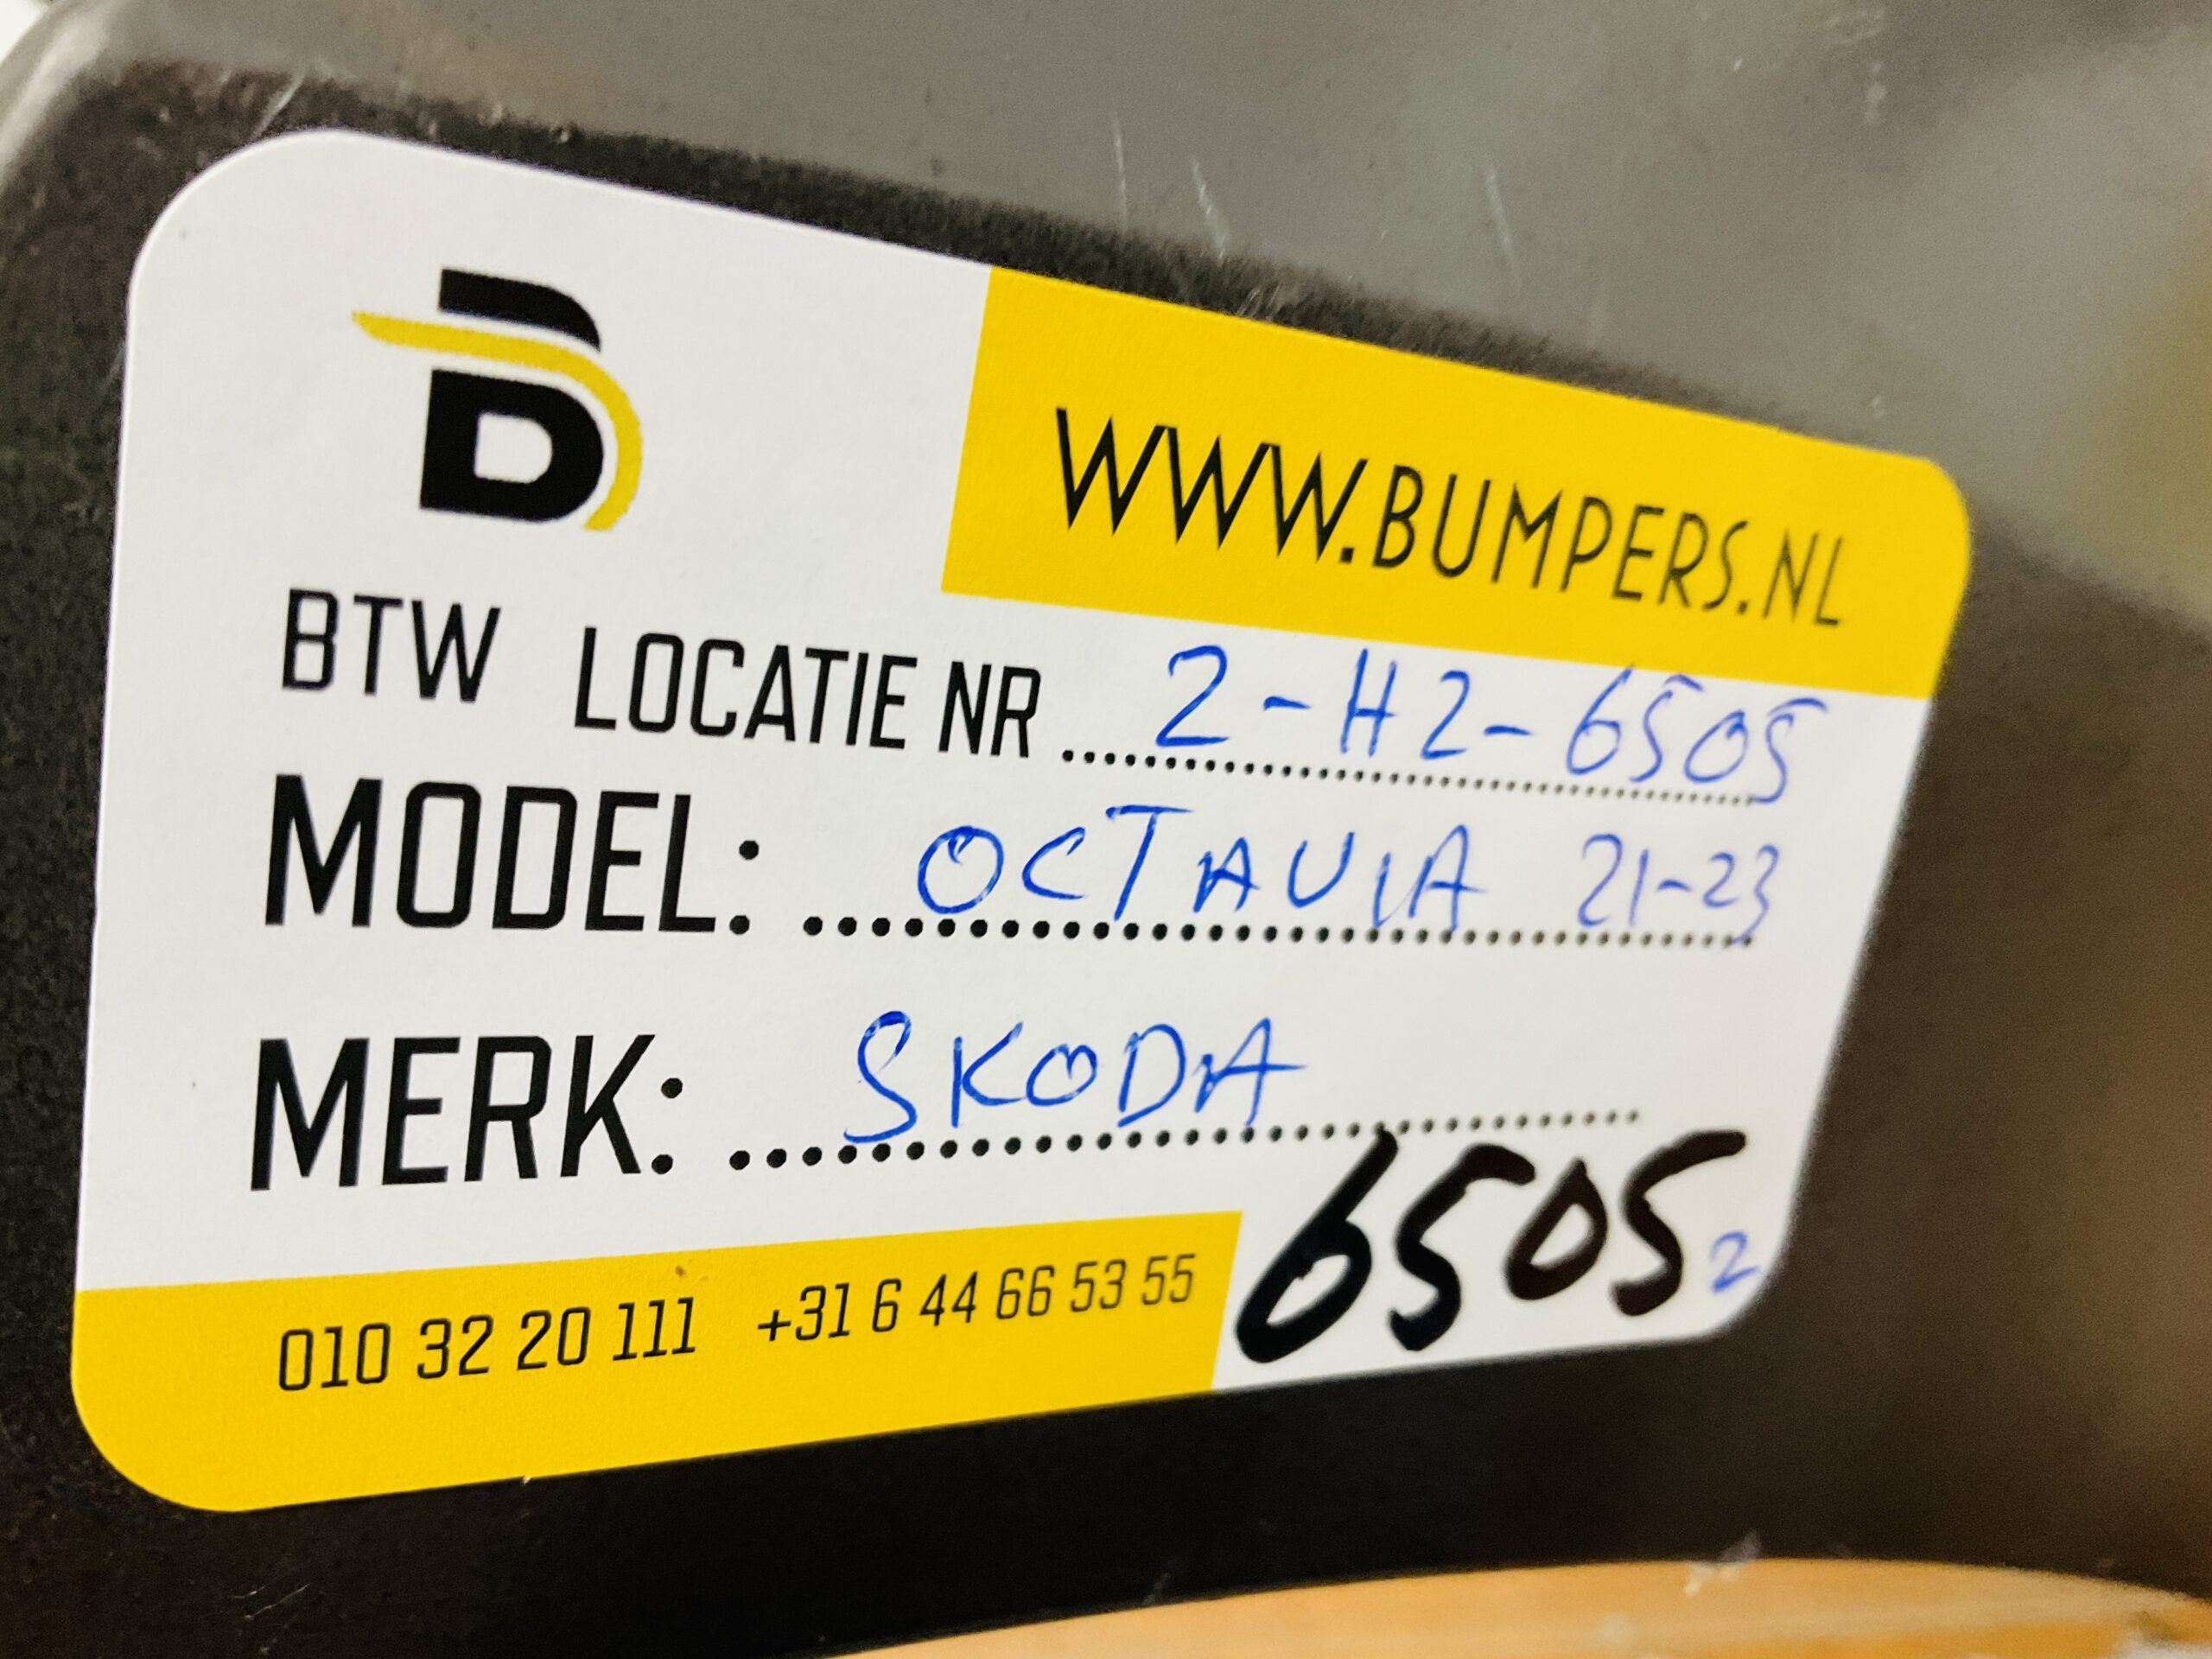 B
WWW.BUMPERS.NL
BTW LOCATIE NR 2-H2-6505
MODEL: OCTAVIA 21-23
MERK: SKODA
6505 2
010 32 20 111 +31 6 44 66 53 55